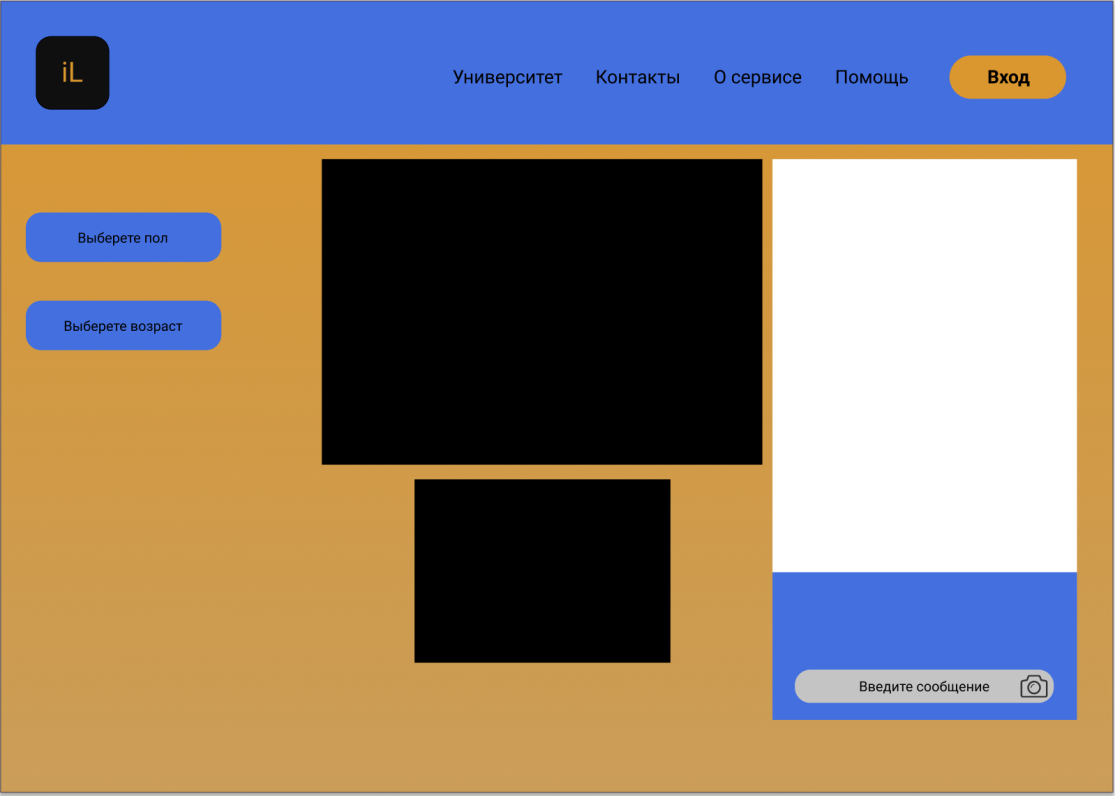 iL
Университет Контакты О сервисе Помощь Вход
Выберете пол
Выберете возраст
Введите сообщение